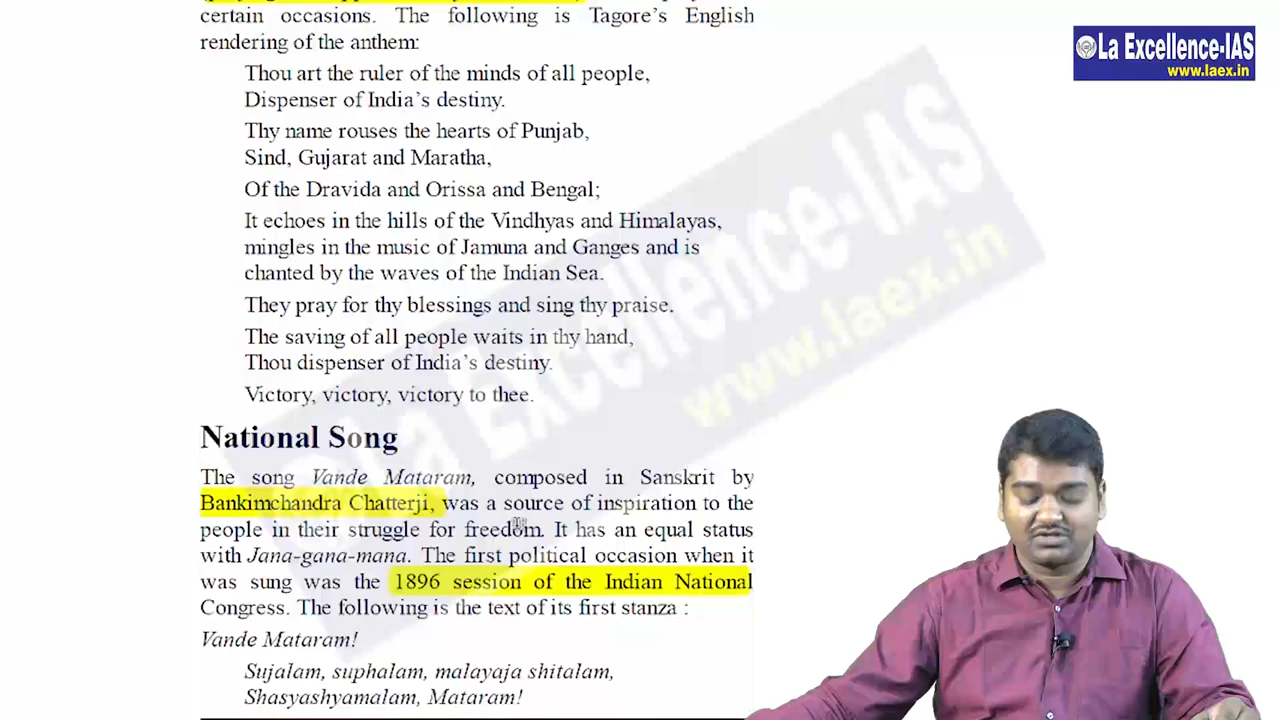 certain occasions. The following is Tagore's English
rendering of the anthem:
Thou art the ruler of the minds of all people,
Dispenser of India's destiny.
Thy name rouses the hearts of Punjab,
Sind, Gujarat and Maratha,
Of the Dravida and Orissa and Bengal;
It echoes in the hills of the Vindhyas and Himalayas,
mingles in the music of Jamuna and Ganges and is
chanted by the waves of the Indian Sea.
They pray for thy blessings and sing thy praise.
The saving of all people waits in thy hand,
Thou dispenser of India's destiny.
Victory, victory, victory to thee.
National Song
The song Vande Mataram, composed in Sanskrit by
Bankimchandra Chatterji, was a source of inspiration to the
people in their struggle for freedom. It has an equal status
with Jana-gana-mana. The first political occasion when it
was sung was the 1896 session of the Indian National
Congress. The following is the text of its first stanza :
Vande Mataram!
Sujalam, suphalam, malayaja shitalam,
Shasyashyamalam, Mataram!
La Excellence-IAS
www.laex.in
La Excellence-IAS
www.laex.in